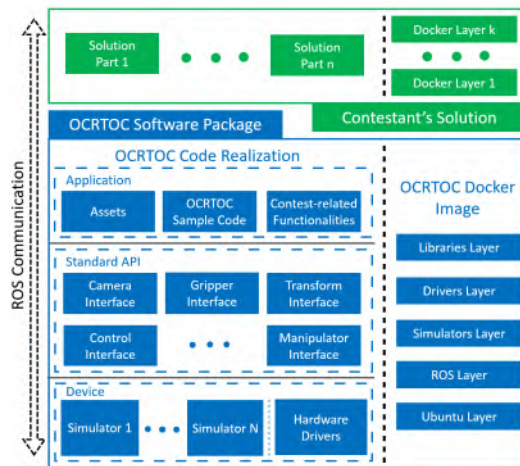 Solution
Part 1
Solution
Part n
Docker Layer k
Docker Layer 1
OCRTOC Software Package
Contestant's Solution
ROS Communication
OCRTOC Code Realization
Application
Assets
OCRTOC
Sample Code
Contest-related
Functionalities
Standard API
Camera
Interface
Gripper
Interface
Transform
Interface
Control
Interface
Manipulator
Interface
Device
Simulator 1
Simulator N
Hardware
Drivers
OCRTOC Docker
Image
Libraries Layer
Drivers Layer
Simulators Layer
ROS Layer
Ubuntu Layer